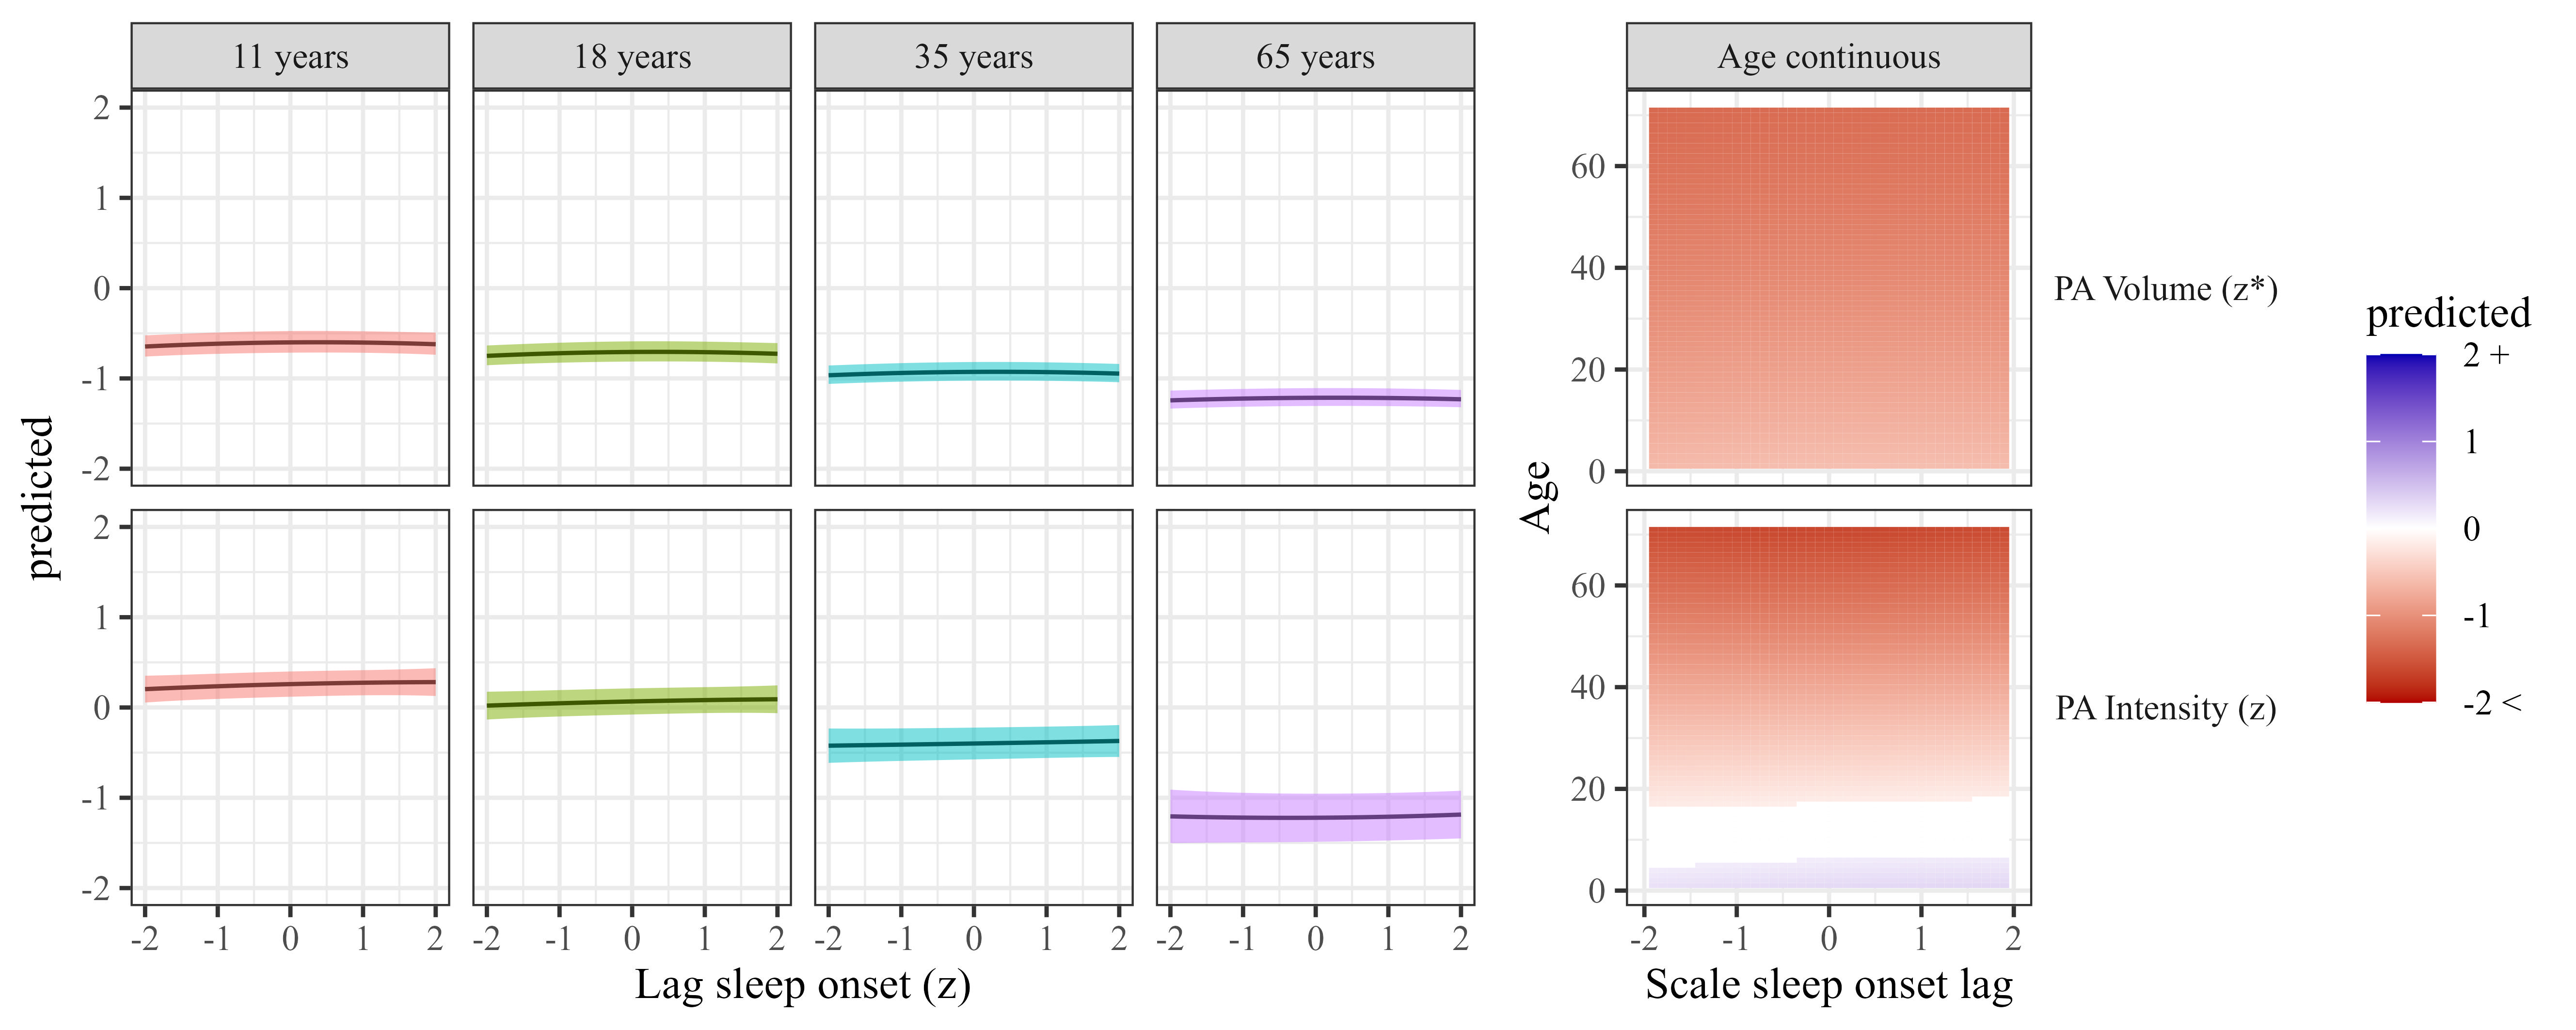 11 years
18 years
35 years
65 years
Age continuous
2
1
0
-1
-2
60
40
20
0
PA Volume (z*)
predicted
2 +
1
0
-1
-2 <
predicted
Age
2
1
0
-1
-2
60
40
20
0
PA Intensity (z)
-2 -1 0 1 2
-2 -1 0 1 2
-2 -1 0 1 2
-2 -1 0 1 2
-2 -1 0 1 2
Lag sleep onset (z)
Scale sleep onset lag